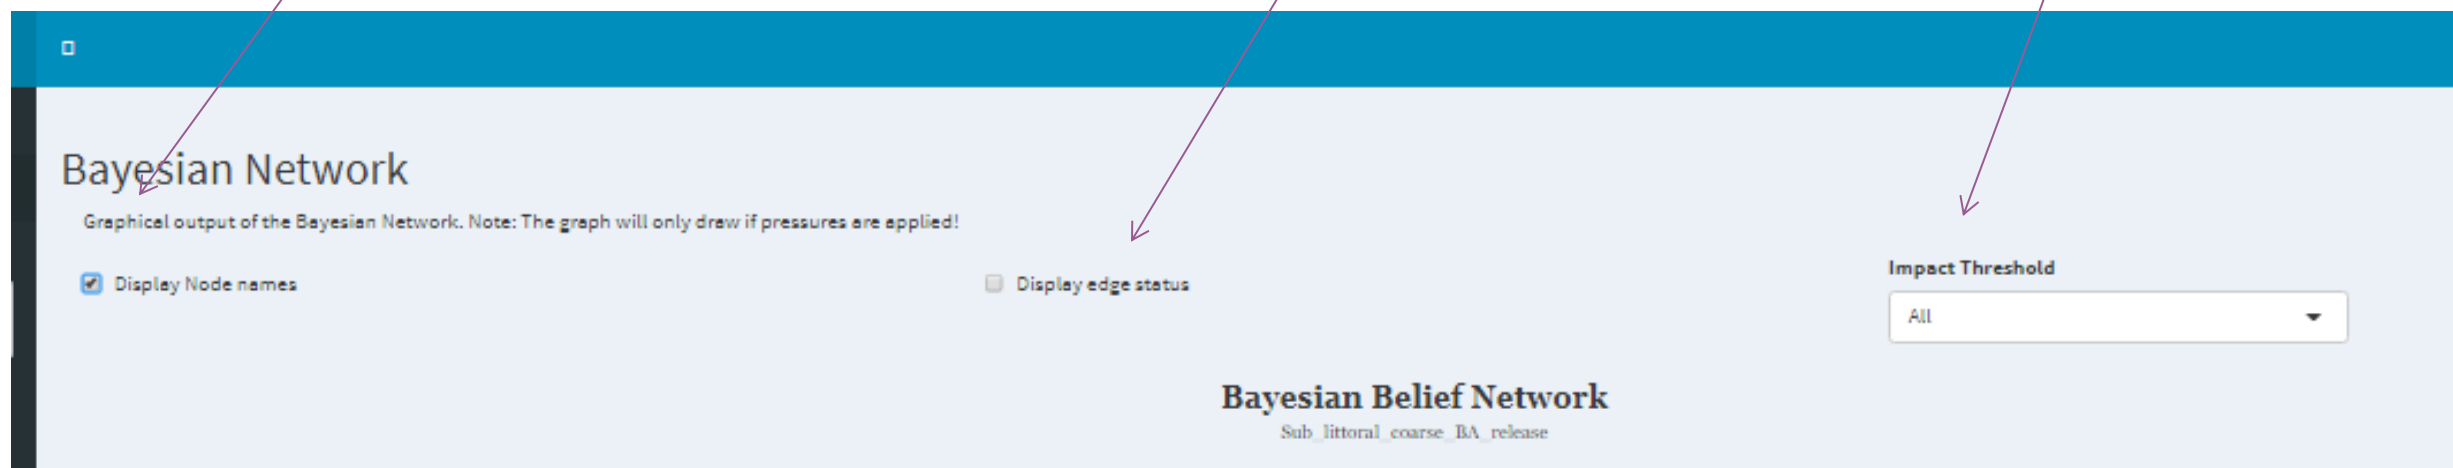 Bayesian Network
Graphical output of the Bayesian Network. Note: The graph will only draw if pressures are applied!
Display Node names
Display edge status
Impact Threshold
All
Bayesian Belief Network
Sub_littoral_coarse_BA_release